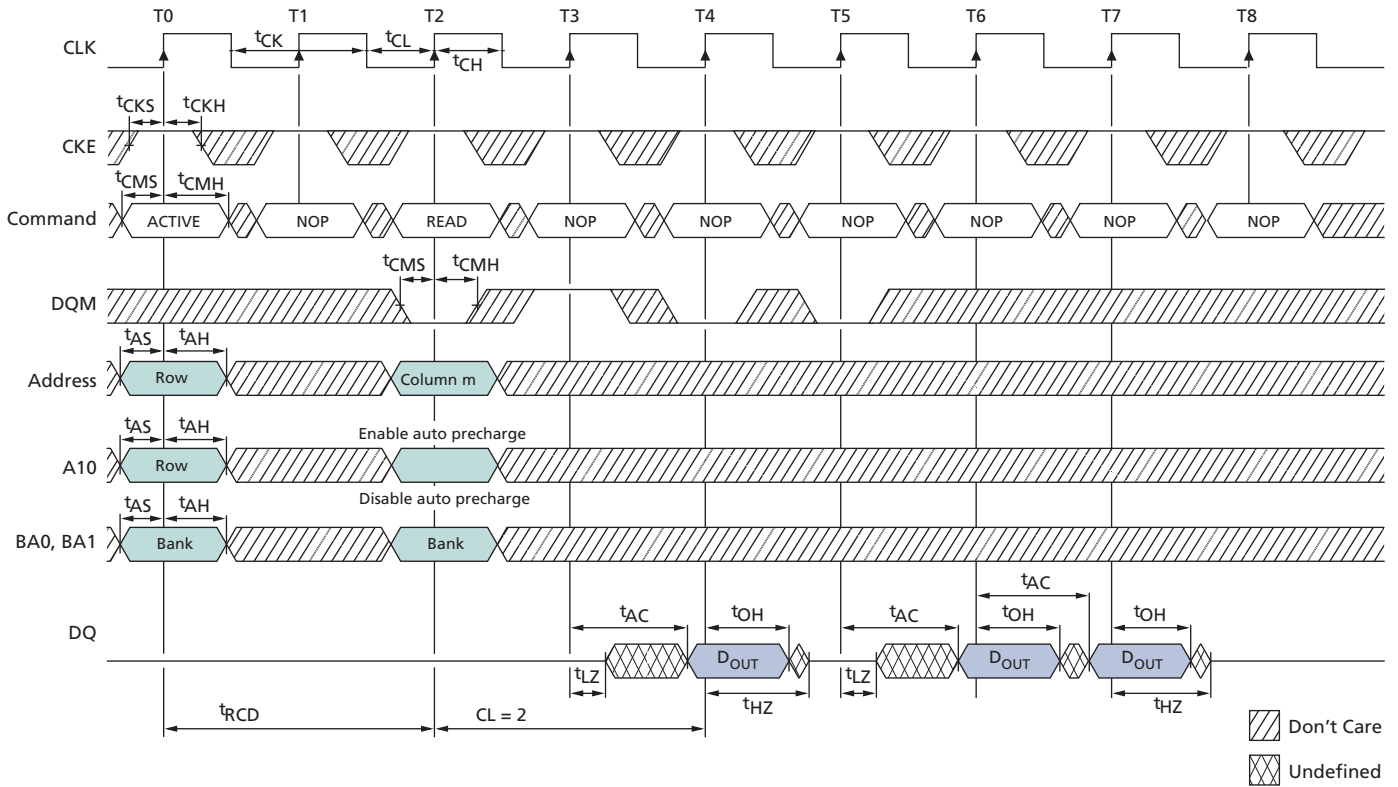 T0 T1 T2 T3 T4 T5 T6 T7 T8
CLK
tCK tCL
tCH
tCKS tCKH
CKE
tCMS tCMH
Command ACTIVE NOP READ NOP NOP NOP NOP NOP NOP
tCMS tCMH
DQM
tAS tAH
Address Row Column m
tAS tAH Enable auto precharge
A10 Row
tAS tAH Disable auto precharge
BA0, BA1 Bank Bank
tAC
tAC tOH tAC tOH tOH
DQ
DOUT DOUT DOUT
tLZ tLZ
tHZ tHZ
tRCD CL = 2
Don't Care
Undefined